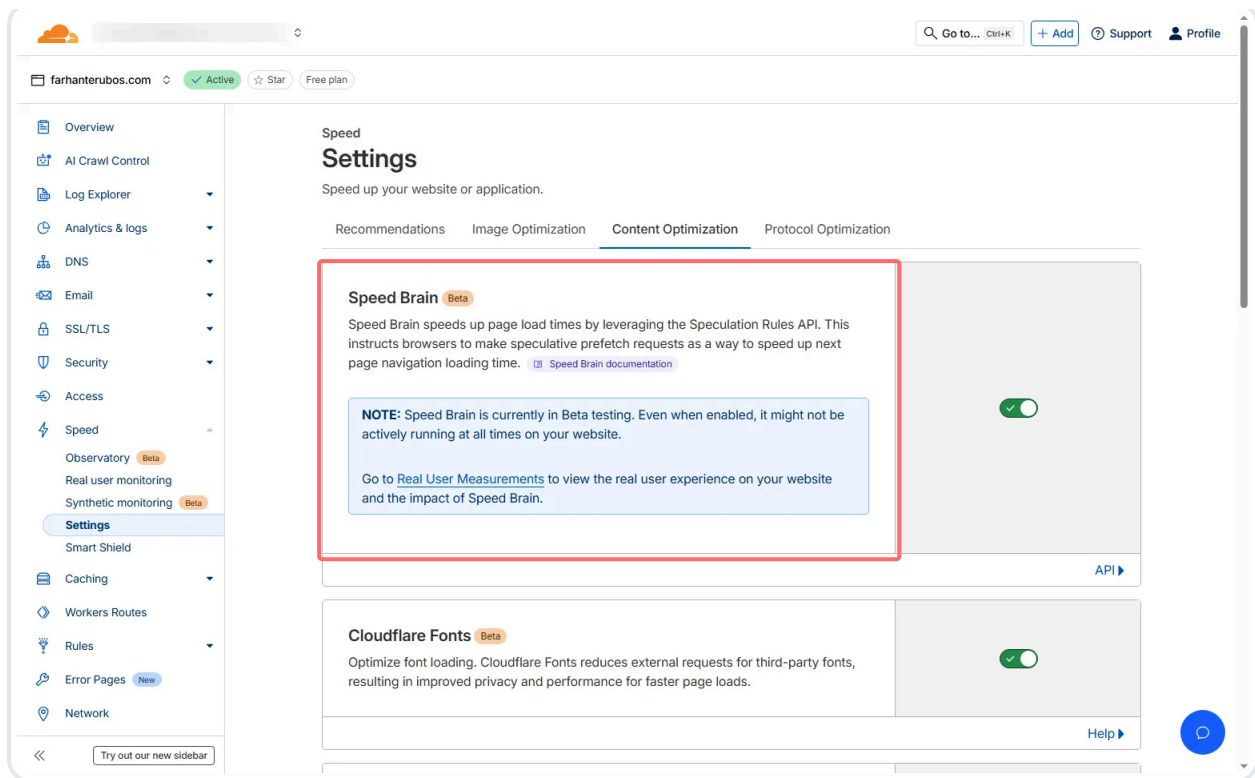 Go to... Ctrl+K
+ Add
Support
Profile
farhanterubos.com
Active
Star
Free plan
Overview
AI Crawl Control
Log Explorer
Analytics & logs
DNS
Email
SSL/TLS
Security
Access
Speed
Observatory Beta
Real user monitoring
Synthetic monitoring Beta
Settings
Smart Shield
Caching
Workers Routes
Rules
Error Pages New
Network
Try out our new sidebar
Speed
Settings
Speed up your website or application.
Recommendations
Image Optimization
Content Optimization
Protocol Optimization
Speed Brain Beta
Speed Brain speeds up page load times by leveraging the Speculation Rules API. This
instructs browsers to make speculative prefetch requests as a way to speed up next
page navigation loading time. Speed Brain documentation
NOTE: Speed Brain is currently in Beta testing. Even when enabled, it might not be
actively running at all times on your website.
Go to Real User Measurements to view the real user experience on your website
and the impact of Speed Brain.
API
Cloudflare Fonts Beta
Optimize font loading. Cloudflare Fonts reduces external requests for third-party fonts,
resulting in improved privacy and performance for faster page loads.
Help